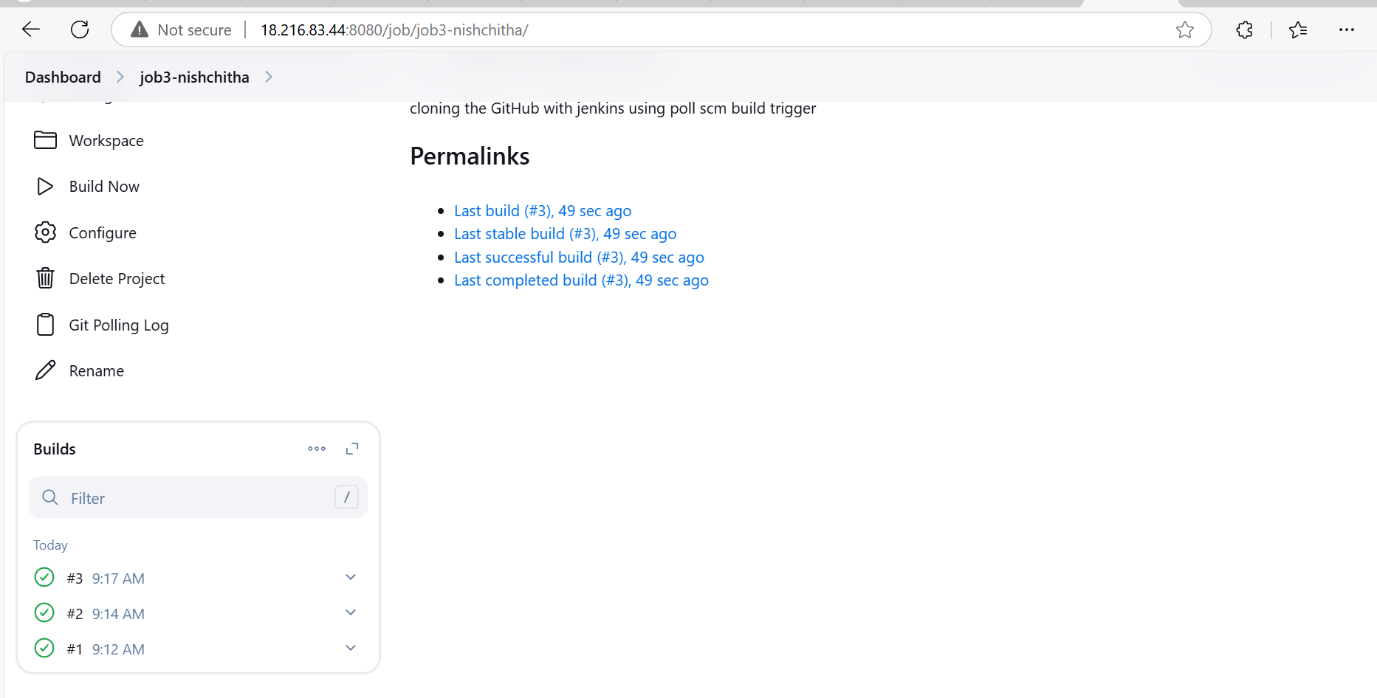 Not secure 18.216.83.44:8080/job/job3-nishchitha/
Dashboard job3-nishchitha
cloning the GitHub with jenkins using poll scm build trigger
Workspace
Build Now
Configure
Delete Project
Git Polling Log
Rename
Permalinks
Last build (#3), 49 sec ago
Last stable build (#3), 49 sec ago
Last successful build (#3), 49 sec ago
Last completed build (#3), 49 sec ago
Builds
Filter /
Today
#3 9:17 AM
#2 9:14 AM
#1 9:12 AM